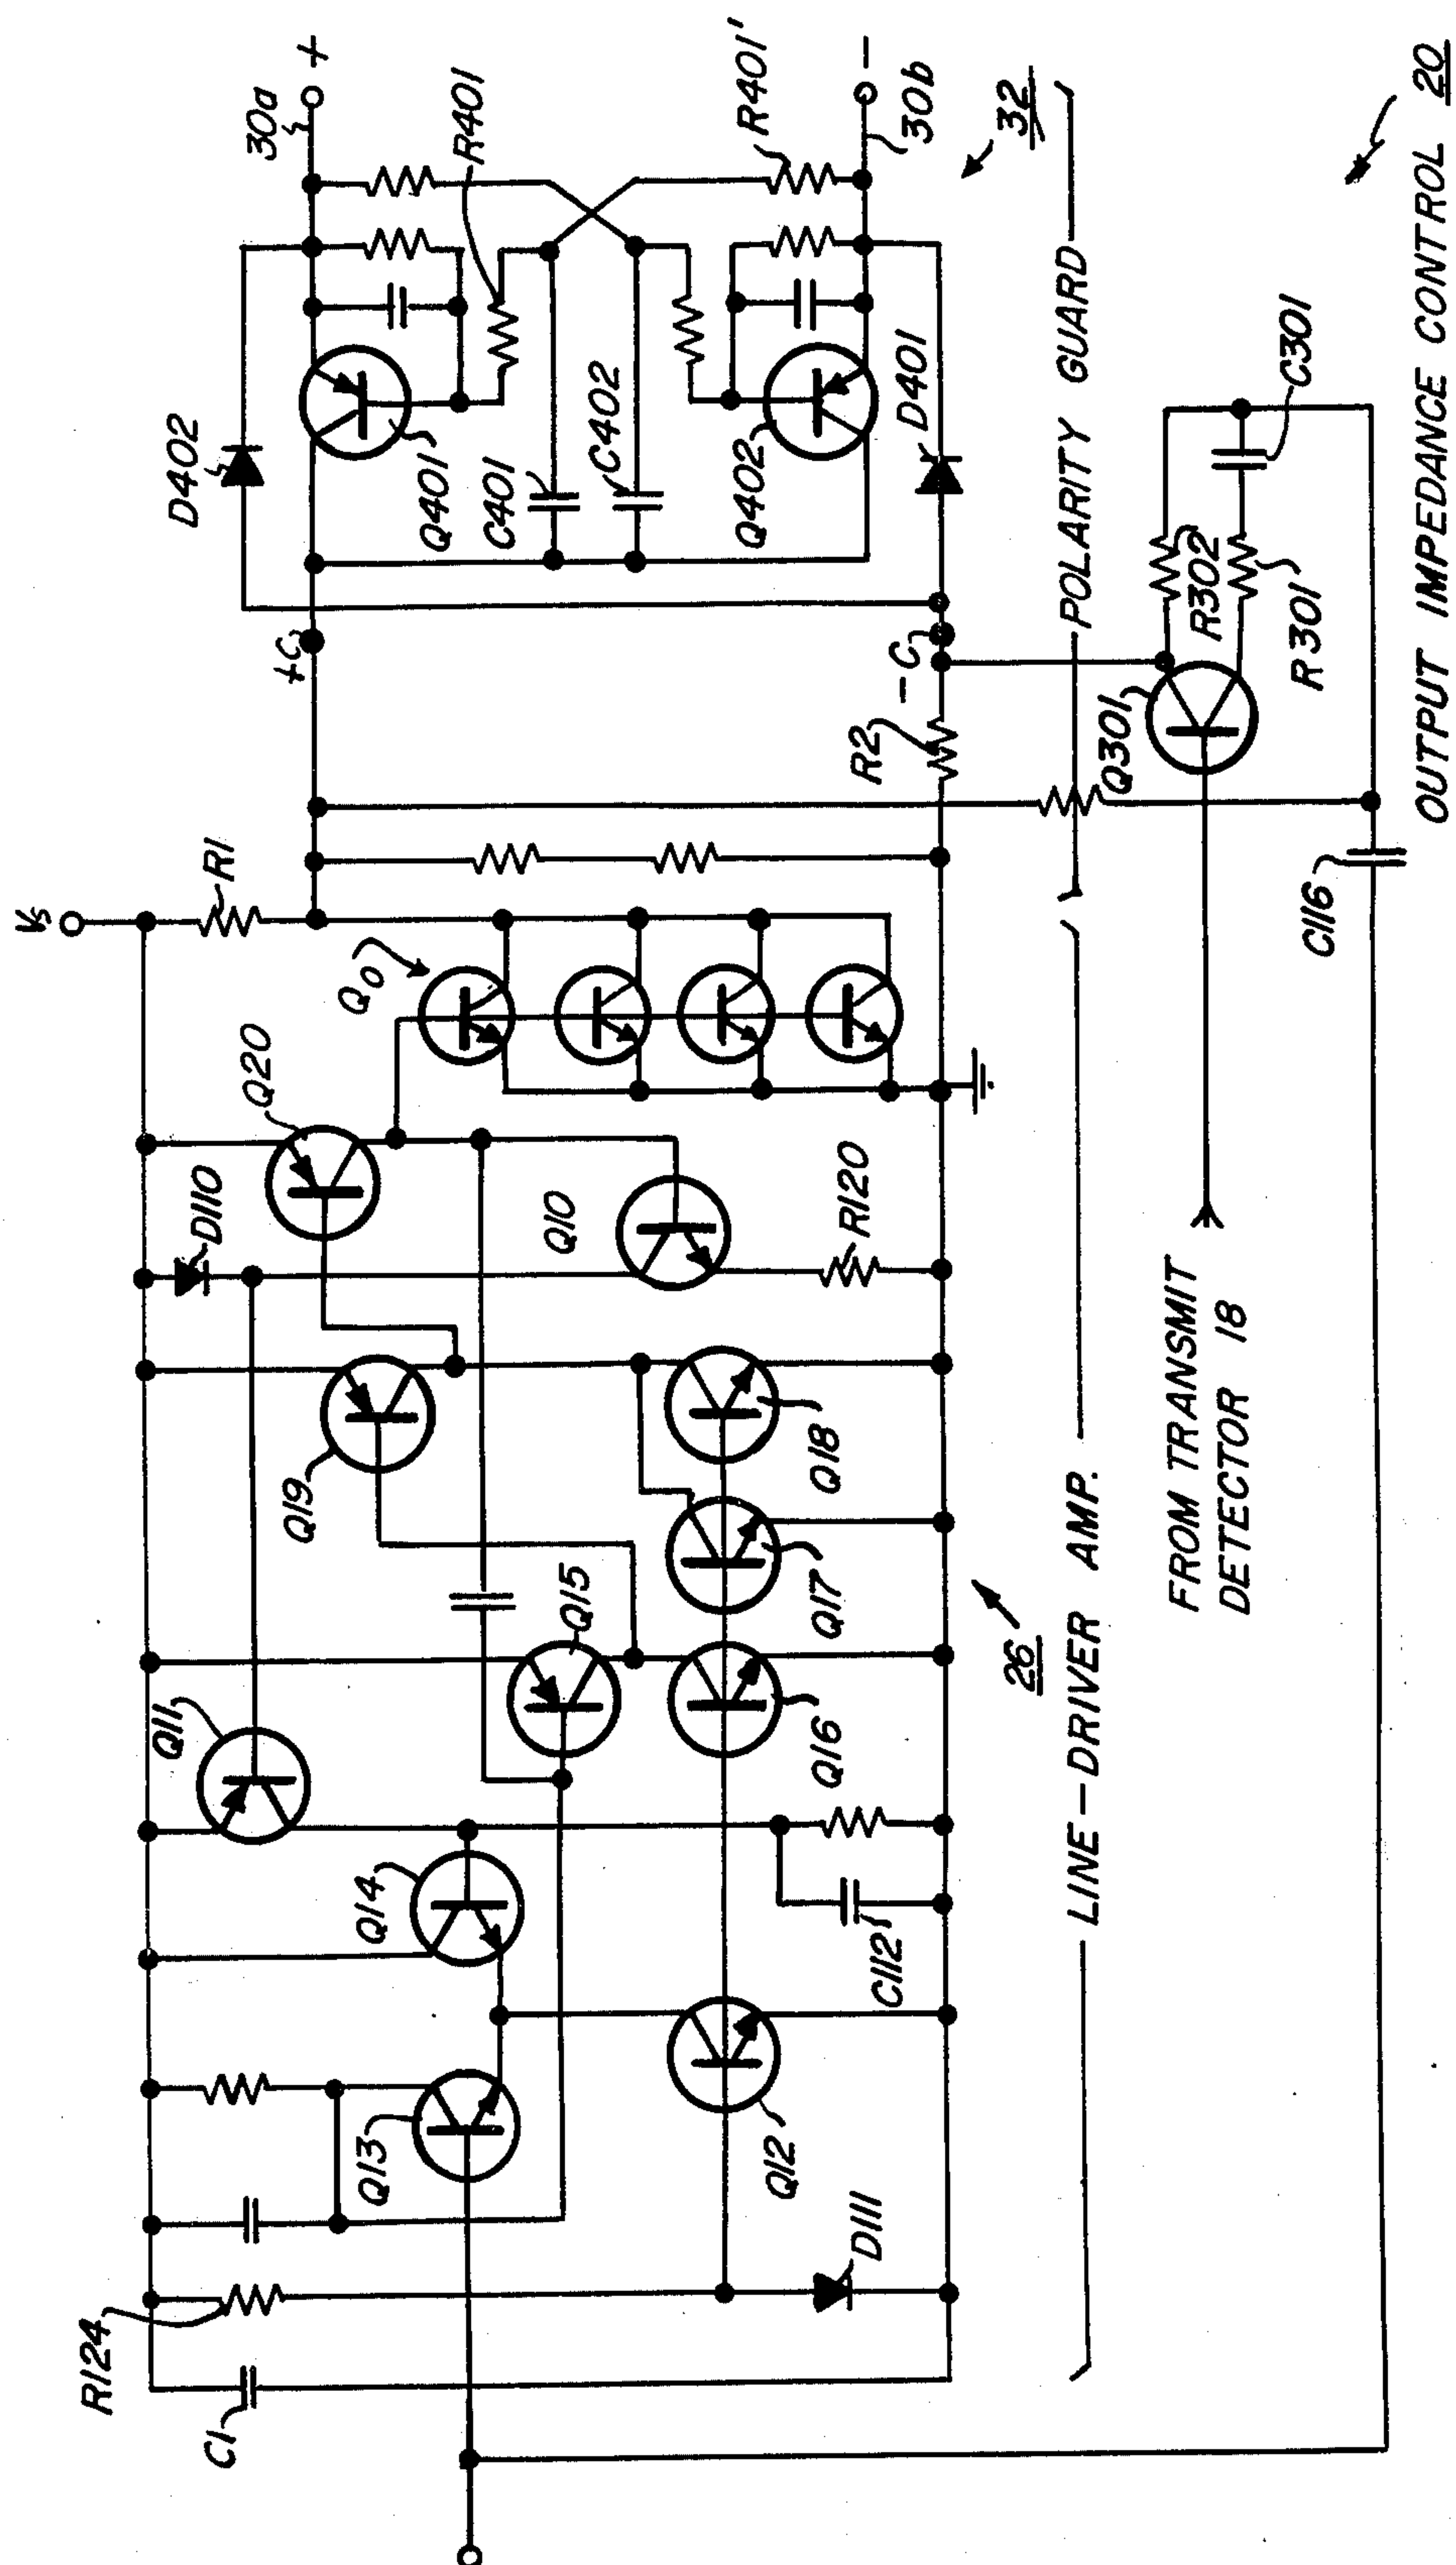 Vs
R124
C1
Q13
Q14
Q11
D110
Q20
R1
Q0
+C
D402
30a
+
R401
Q401
C401
C402
Q402
R401'
30b
-
D401
32
-C
R2
Q19
Q15
Q10
R120
Q18
Q17
Q16
C112
Q12
D111
26
LINE-DRIVER AMP.
POLARITY GUARD
Q301
R302
R301
C301
FROM TRANSMIT
DETECTOR 18
C116
OUTPUT IMPEDANCE CONTROL 20